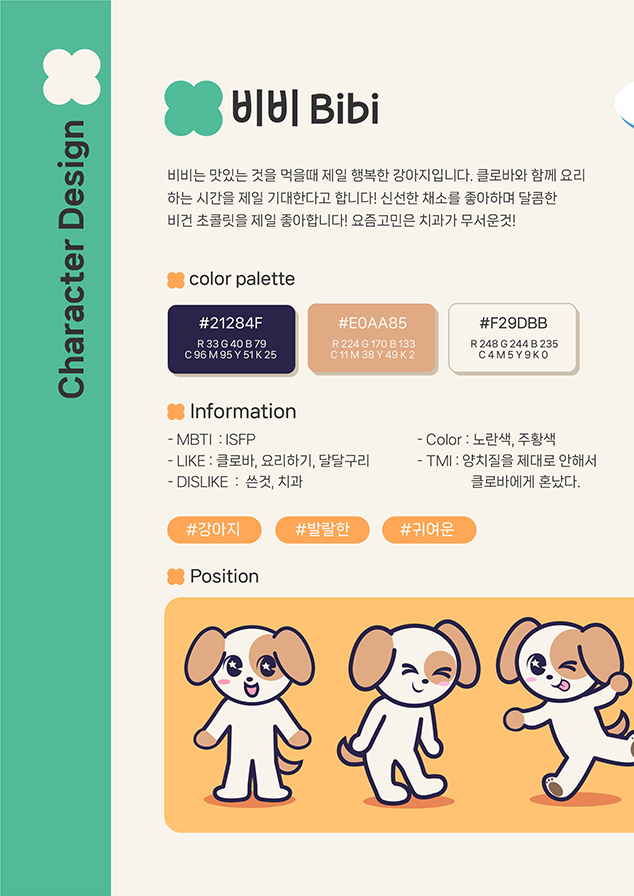 Character Design
비비 Bibi
비비는 맛있는 것을 먹을때 제일 행복한 강아지입니다. 클로바와 함께 요리
하는 시간을 제일 기대한다고 합니다! 신선한 채소를 좋아하며 달콤한
비건 초콜릿을 제일 좋아합니다! 요즘고민은 치과가 무서운것!
color palette
#21284F
R 33 G 40 B 79
C 96 M 95 Y 51 K 25
#E0AA85
R 224 G 170 B 133
C 11 M 38 Y 49 K 2
#F29DBB
R 248 G 244 B 235
C 4 M 5 Y 9 K 0
Information
- MBTI : ISFP
- LIKE : 클로바, 요리하기, 달달구리
- DISLIKE : 쓴것, 치과
- Color : 노란색, 주황색
- TMI : 양치질을 제대로 안해서
클로바에게 혼났다.
#강아지 #발랄한 #귀여운
Position